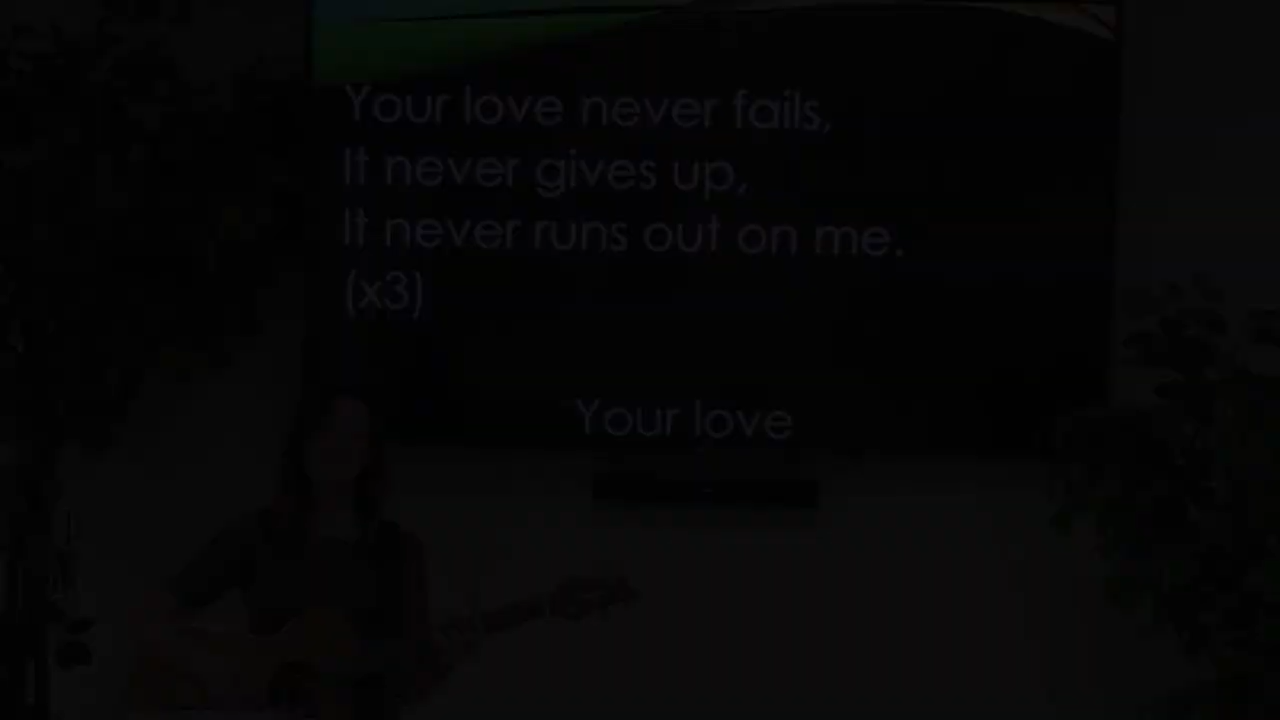 Your love never fails,
It never gives up,
It never runs out on me.
(x3)
Your love